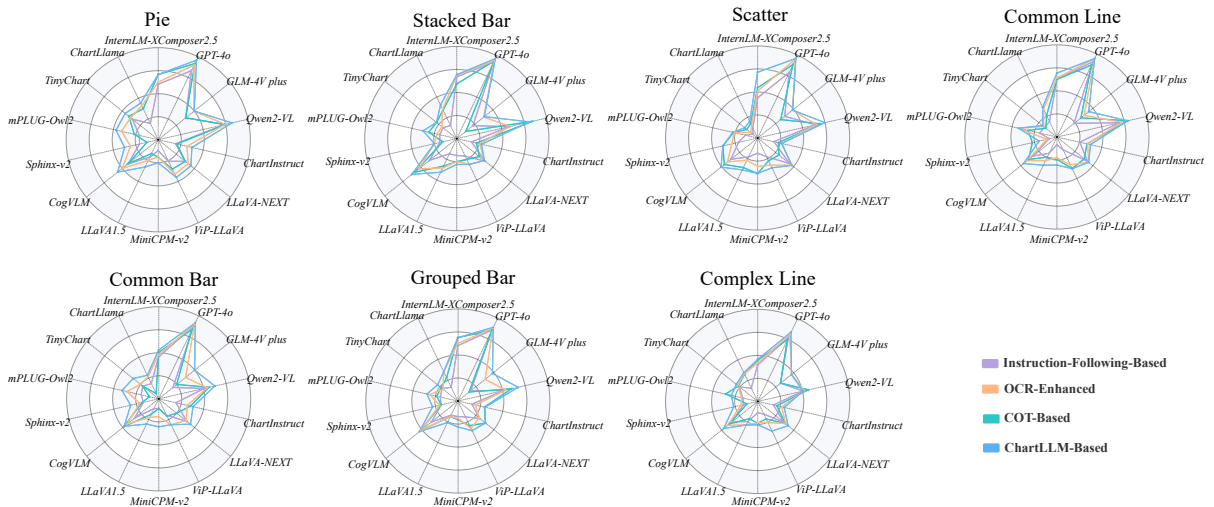 Pie
InternLM-XComposer2.5
GPT-4o
GLM-4V plus
Qwen2-VL
ChartInstruct
LLaVA-NEXT
ViP-LLaVA
MiniCPM-v2
LLaVA1.5
CogVLM
Sphinx-v2
mPLUG-Owl2
TinyChart
ChartLlama
Stacked Bar
InternLM-XComposer2.5
GPT-4o
GLM-4V plus
Qwen2-VL
ChartInstruct
LLaVA-NEXT
ViP-LLaVA
MiniCPM-v2
LLaVA1.5
CogVLM
Sphinx-v2
mPLUG-Owl2
TinyChart
ChartLlama
Scatter
InternLM-XComposer2.5
GPT-4o
GLM-4V plus
Qwen2-VL
ChartInstruct
LLaVA-NEXT
ViP-LLaVA
MiniCPM-v2
LLaVA1.5
CogVLM
Sphinx-v2
mPLUG-Owl2
TinyChart
ChartLlama
Common Line
InternLM-XComposer2.5
GPT-4o
GLM-4V plus
Qwen2-VL
ChartInstruct
LLaVA-NEXT
ViP-LLaVA
MiniCPM-v2
LLaVA1.5
CogVLM
Sphinx-v2
mPLUG-Owl2
TinyChart
ChartLlama
Common Bar
InternLM-XComposer2.5
GPT-4o
GLM-4V plus
Qwen2-VL
ChartInstruct
LLaVA-NEXT
ViP-LLaVA
MiniCPM-v2
LLaVA1.5
CogVLM
Sphinx-v2
mPLUG-Owl2
TinyChart
ChartLlama
Grouped Bar
InternLM-XComposer2.5
GPT-4o
GLM-4V plus
Qwen2-VL
ChartInstruct
LLaVA-NEXT
ViP-LLaVA
MiniCPM-v2
LLaVA1.5
CogVLM
Sphinx-v2
mPLUG-Owl2
TinyChart
ChartLlama
Complex Line
InternLM-XComposer2.5
GPT-4o
GLM-4V plus
Qwen2-VL
ChartInstruct
LLaVA-NEXT
ViP-LLaVA
MiniCPM-v2
LLaVA1.5
CogVLM
Sphinx-v2
mPLUG-Owl2
TinyChart
ChartLlama
Instruction-Following-Based
OCR-Enhanced
COT-Based
ChartLLM-Based